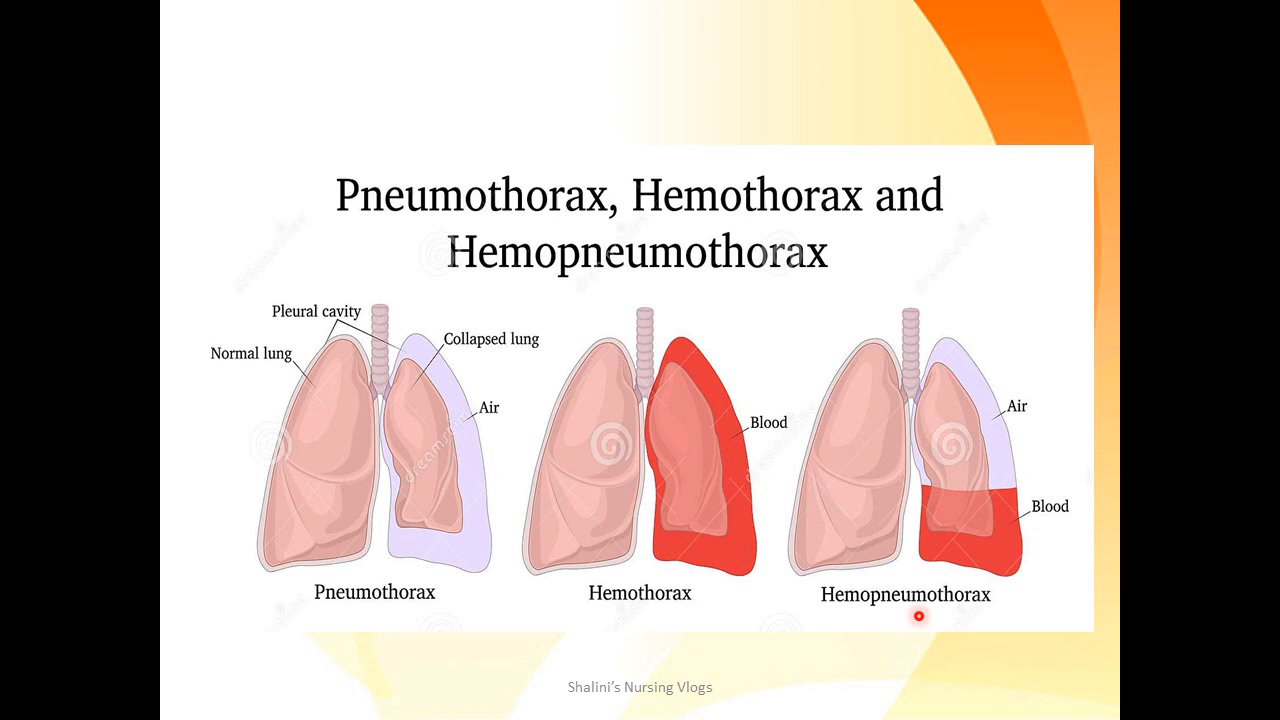 Pneumothorax, Hemothorax and
Hemopneumothorax
Pleural cavity
Normal lung
Collapsed lung
Air
Pneumothorax
Blood
Hemothorax
Air
Blood
Hemopneumothorax
Shalini’s Nursing Vlogs